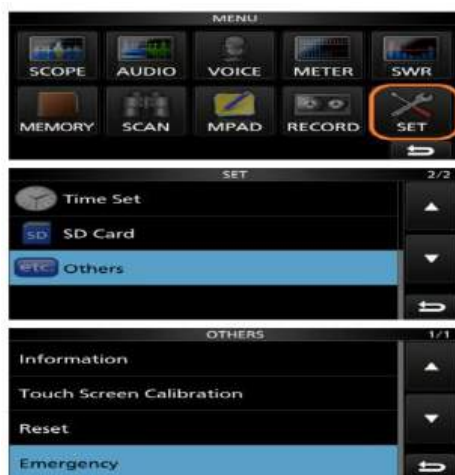 MENU
SCOPE AUDIO VOICE METER SWR
MEMORY SCAN MPAD RECORD SET
SET 2/2
Time Set
SD SD Card
etc Others
OTHERS 1/1
Information
Touch Screen Calibration
Reset
Emergency